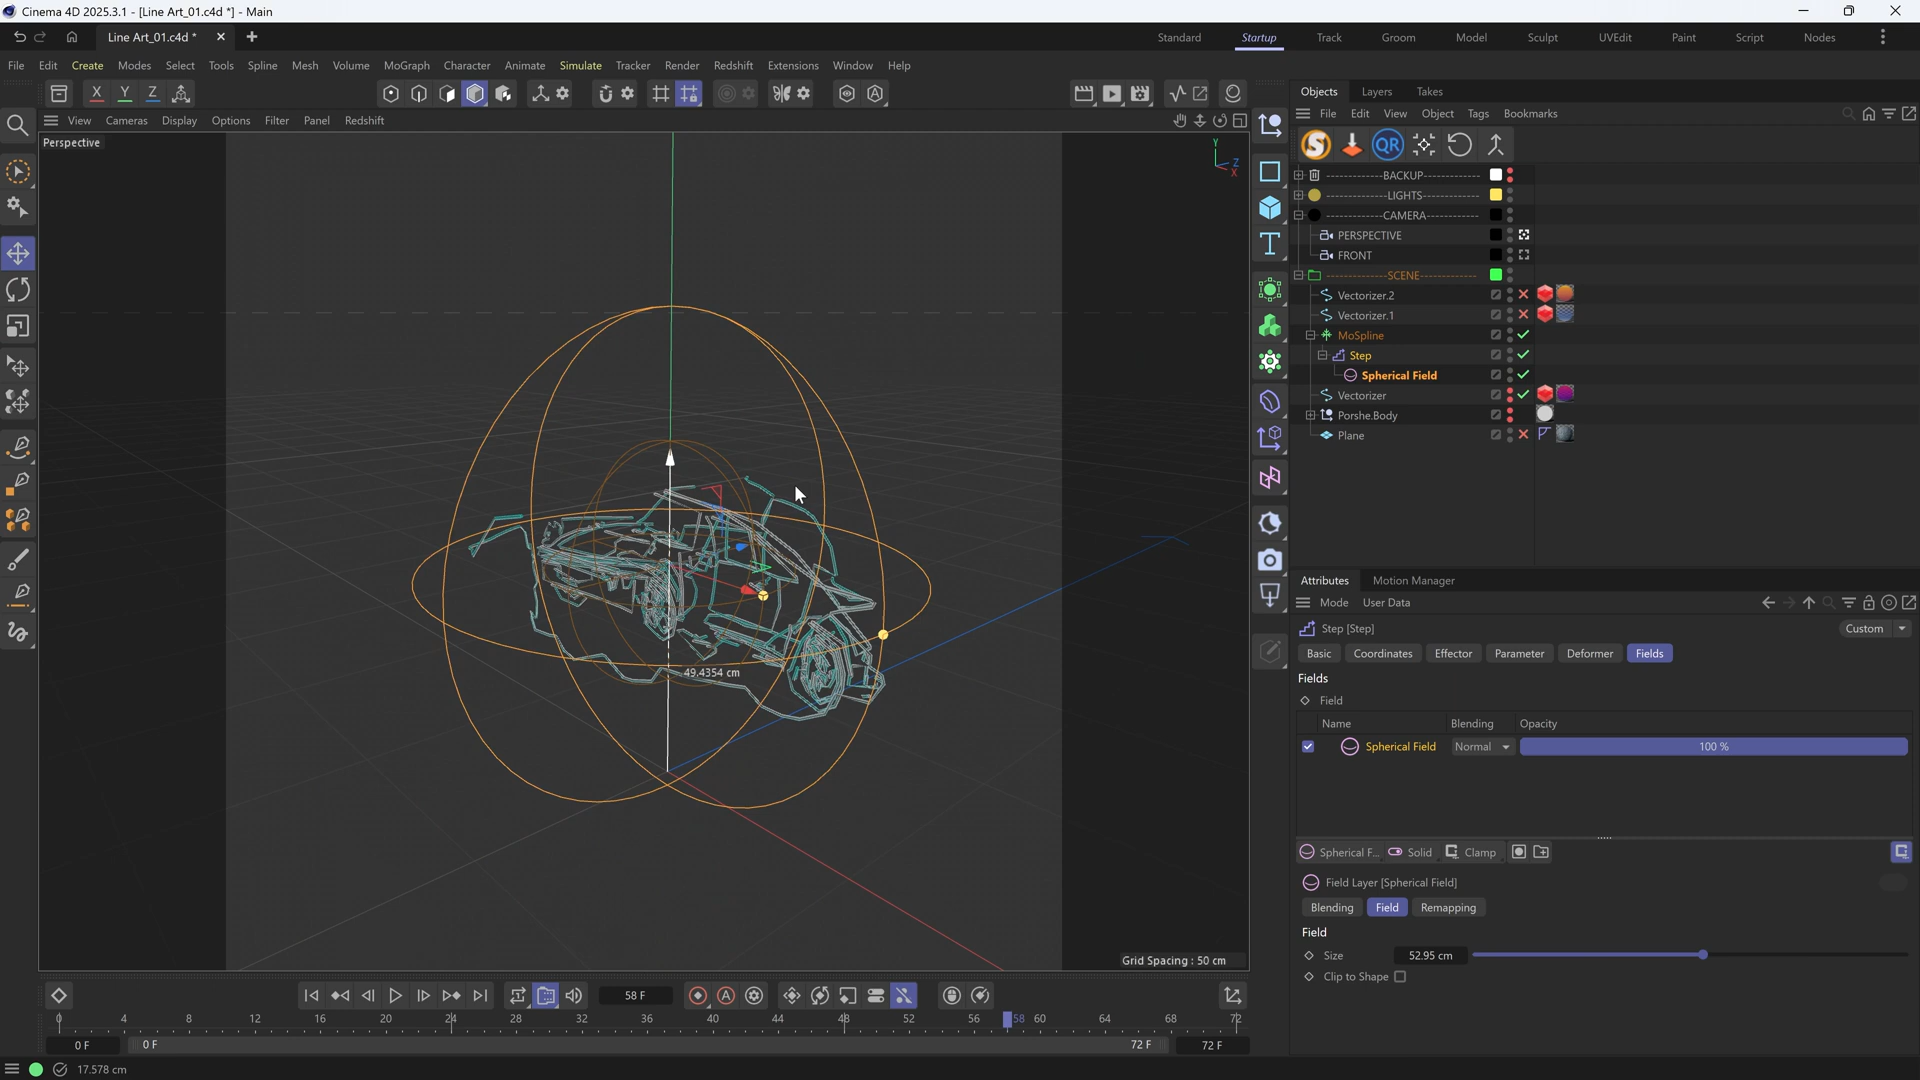 Cinema 4D 2025.3.1 - [Line Art_01.c4d *] - Main
Line Art_01.c4d *
Standard Startup Track Groom Model Sculpt UVEdit Paint Script Nodes
File Edit Create Modes Select Tools Spline Mesh Volume MoGraph Character Animate Simulate Tracker Render Redshift Extensions Window Help
X Y Z
Objects Layers Takes
View Cameras Display Options Filter Panel Redshift
File Edit View Object Tags Bookmarks
Perspective
Y
Z
X
S QR
-------------BACKUP-------------
-------------LIGHTS-------------
-------------CAMERA-------------
PERSPECTIVE
FRONT
-------------SCENE-------------
Vectorizer.2
Vectorizer.1
MoSpline
Step
Spherical Field
Vectorizer
Porshe.Body
Plane
49.4354 cm
Grid Spacing : 50 cm
Attributes Motion Manager
Mode User Data
Step [Step]
Custom
Basic Coordinates Effector Parameter Deformer Fields
Fields
Field
Name Blending Opacity
Spherical Field Normal 100 %
Spherical F... Solid Clamp
Field Layer [Spherical Field]
Blending Field Remapping
Field
Size 52.95 cm
Clip to Shape
58 F
0 4 8 12 16 20 24 28 32 36 40 44 48 52 56 58 60 64 68 72
0 F 0 F 72 F 72 F
17.578 cm